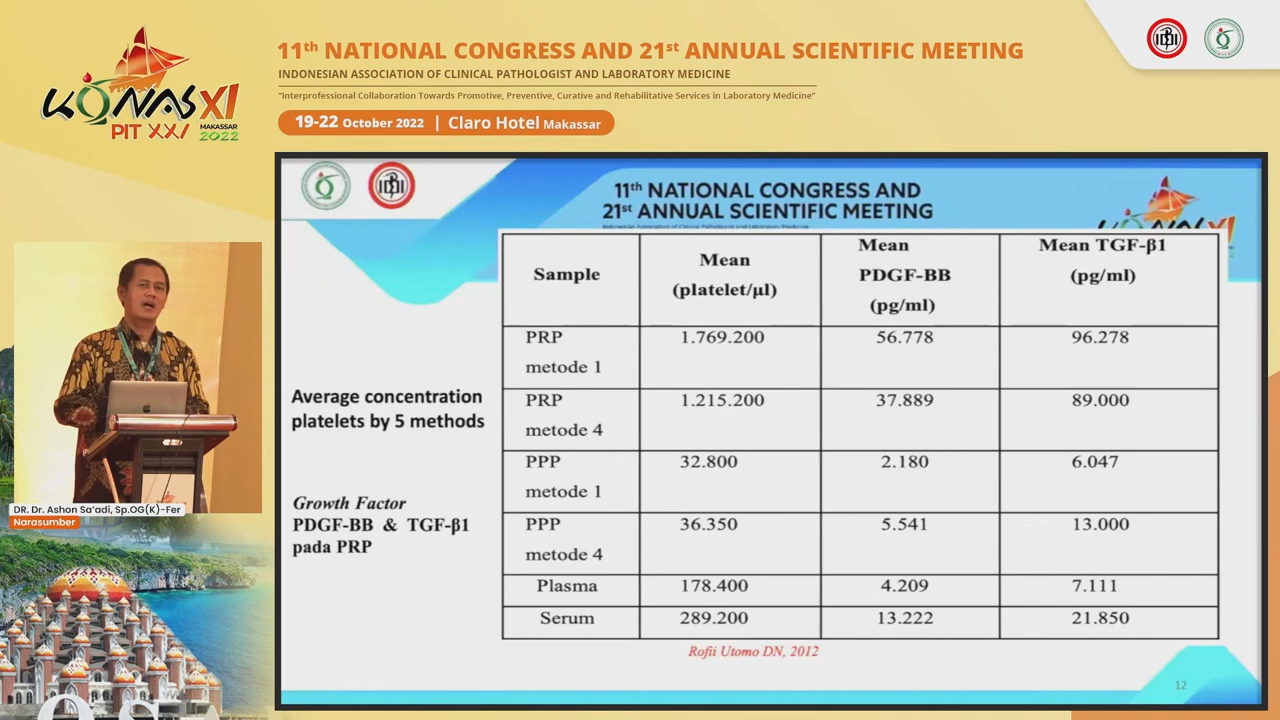 KONAS XI
PIT XXI
MAKASSAR
2022
11th NATIONAL CONGRESS AND 21st ANNUAL SCIENTIFIC MEETING
INDONESIAN ASSOCIATION OF CLINICAL PATHOLOGIST AND LABORATORY MEDICINE
“Interprofessional Collaboration Towards Promotive, Preventive, Curative and Rehabilitative Services in Laboratory Medicine”
19-22 October 2022 | Claro Hotel Makassar
IDI
IDI
11th NATIONAL CONGRESS AND
21st ANNUAL SCIENTIFIC MEETING
Average concentration
platelets by 5 methods
Growth Factor
PDGF-BB & TGF-β1
pada PRP
Sample
Mean
(platelet/µl)
Mean
PDGF-BB
(pg/ml)
Mean TGF-β1
(pg/ml)
PRP
metode 1
1.769.200
56.778
96.278
PRP
metode 4
1.215.200
37.889
89.000
PPP
metode 1
32.800
2.180
6.047
PPP
metode 4
36.350
5.541
13.000
Plasma
178.400
4.209
7.111
Serum
289.200
13.222
21.850
Rofii Utomo DN, 2012
12
DR. Dr. Ashon Sa’adi, Sp.OG(K)-Fer
Narasumber